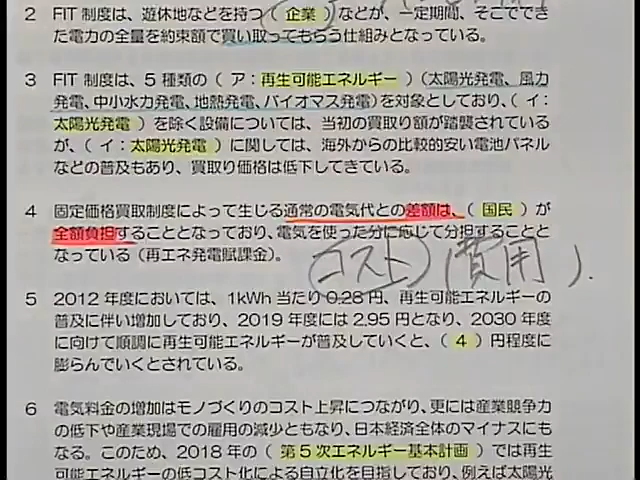 2 FIT 制度は、遊休地などを持つ（ 企業 ）などが、一定期間、そこででき
た電力の全量を約束額で買い取ってもらう仕組みとなっている。
3 FIT 制度は、5 種類の（ ア：再生可能エネルギー ）（太陽光発電、風力
発電、中小水力発電、地熱発電、バイオマス発電）を対象としており、（ イ：
太陽光発電 ）を除く設備については、当初の買取り額が踏襲されている
が、（ イ：太陽光発電 ）に関しては、海外からの比較的安い電池パネル
などの普及もあり、買取り価格は低下してきている。
4 固定価格買取制度によって生じる通常の電気代との差額は、（ 国民 ）が
全額負担することとなっており、電気を使った分に応じて分担することと
なっている（再エネ発電賦課金）。
（コスト）（費用）.
5 2012 年度においては、1kWh 当たり 0.28 円、再生可能エネルギーの
普及に伴い増加しており、2019 年度には 2.95 円となり、2030 年度
に向けて順調に再生可能エネルギーが普及していくと、（ 4 ）円程度に
膨らんでいくとされている。
6 電気料金の増加はモノづくりのコスト上昇につながり、更には産業競争力
の低下や産業現場での雇用の減少ともなり、日本経済全体のマイナスにも
なる。このため、2018 年の（ 第 5 次エネルギー基本計画 ）では再生
可能エネルギーの低コスト化による自立化を目指しており、例えば太陽光